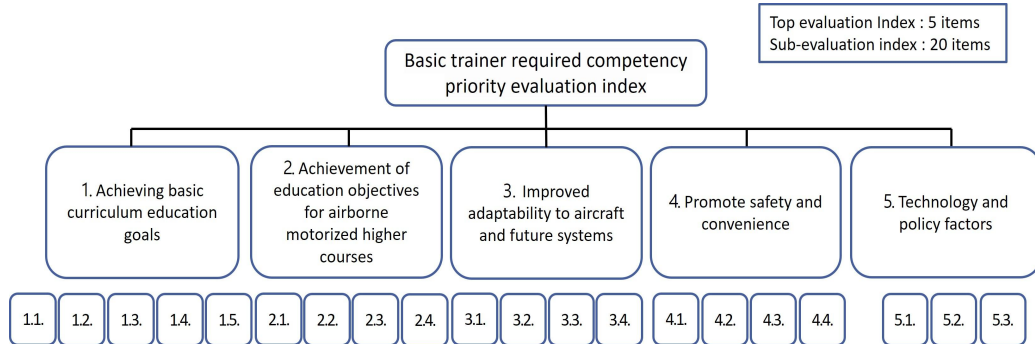 Top evaluation Index : 5 items
Sub-evaluation index : 20 items
Basic trainer required competency
priority evaluation index
1. Achieving basic
curriculum education
goals
2. Achievement of
education objectives
for airborne
motorized higher
courses
3. Improved
adaptability to aircraft
and future systems
4. Promote safety and
convenience
5. Technology and
policy factors
1.1. 1.2. 1.3. 1.4. 1.5. 2.1. 2.2. 2.3. 2.4. 3.1. 3.2. 3.3. 3.4. 4.1. 4.2. 4.3. 4.4. 5.1. 5.2. 5.3.